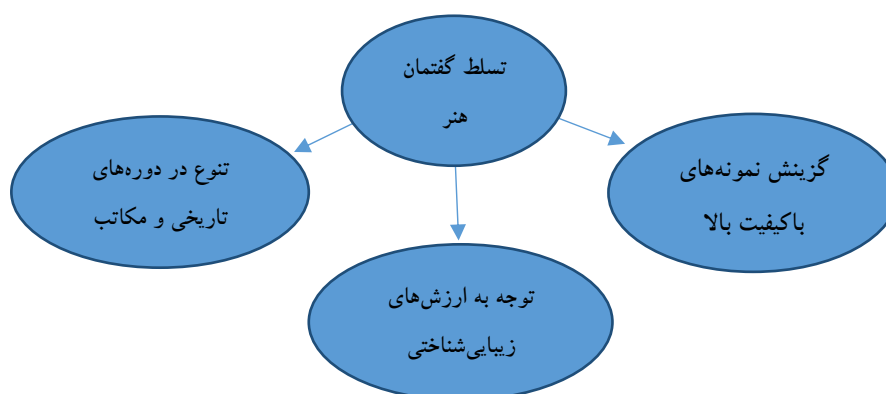 تسلط گفتمان
هنر
گزینش نمونه‌های
باکیفیت بالا
توجه به ارزش‌های
زیبایی‌شناختی
تنوع در دوره‌های
تاریخی و مکاتب